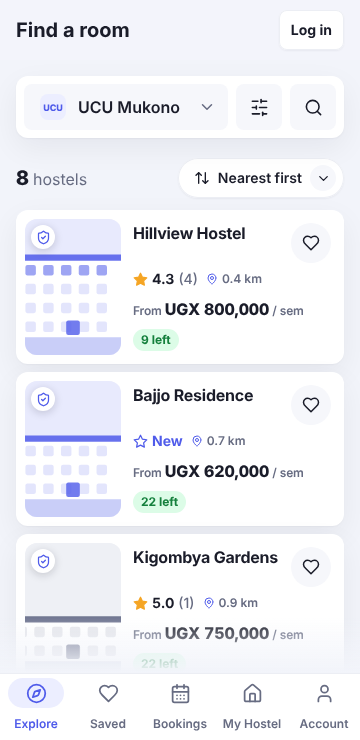 Find a room
Log in
UCU
UCU Mukono
8 hostels
Nearest first
Hillview Hostel
4.3 (4) 0.4 km
From UGX 800,000 / sem
9 left
Bajjo Residence
New 0.7 km
From UGX 620,000 / sem
22 left
Kigombya Gardens
5.0 (1) 0.9 km
From UGX 750,000 / sem
22 left
Explore Saved Bookings My Hostel Account